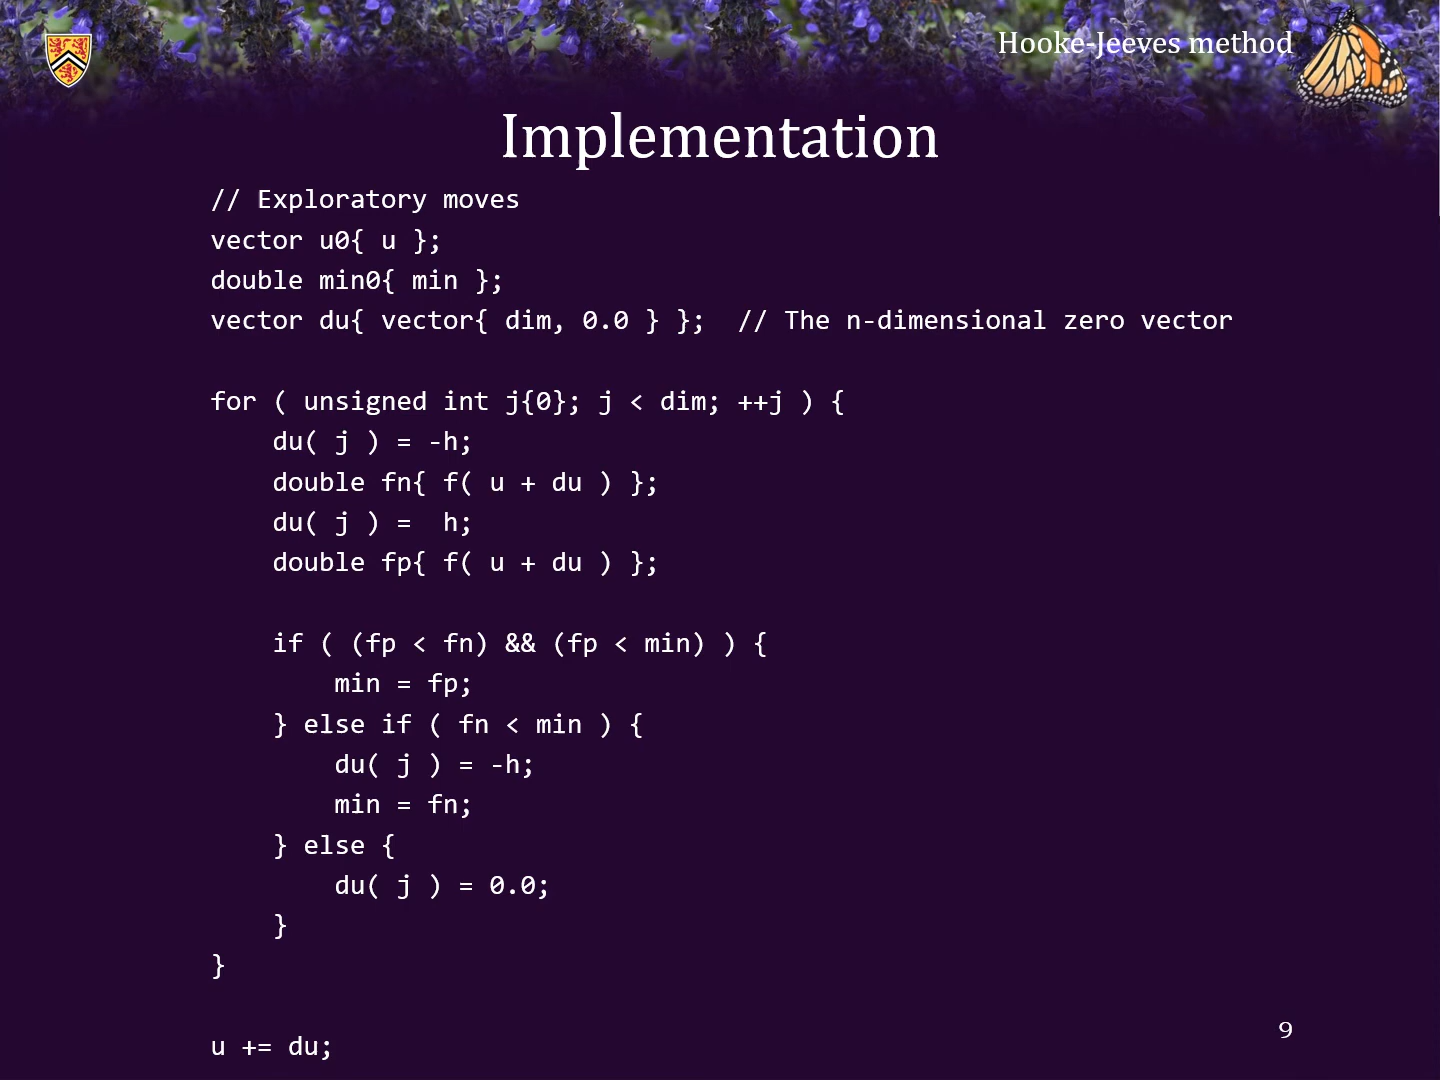 Hooke-Jeeves method
Implementation
// Exploratory moves
vector u0{ u };
double min0{ min };
vector du{ vector{ dim, 0.0 } };  // The n-dimensional zero vector
for ( unsigned int j{0}; j < dim; ++j ) {
    du( j ) = -h;
    double fn{ f( u + du ) };
    du( j ) =  h;
    double fp{ f( u + du ) };
    if ( (fp < fn) && (fp < min) ) {
        min = fp;
    } else if ( fn < min ) {
        du( j ) = -h;
        min = fn;
    } else {
        du( j ) = 0.0;
    }
}
u += du;
9